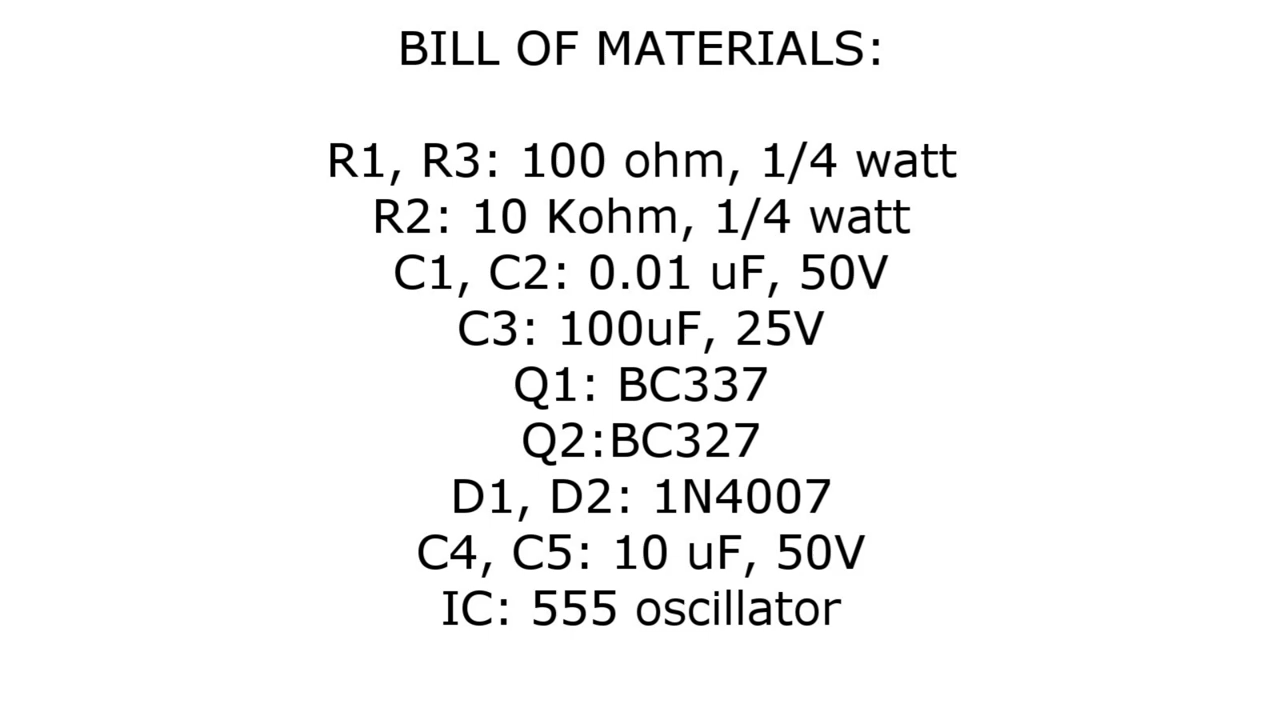 BILL OF MATERIALS:
R1, R3: 100 ohm, 1/4 watt
R2: 10 Kohm, 1/4 watt
C1, C2: 0.01 uF, 50V
C3: 100uF, 25V
Q1: BC337
Q2:BC327
D1, D2: 1N4007
C4, C5: 10 uF, 50V
IC: 555 oscillator